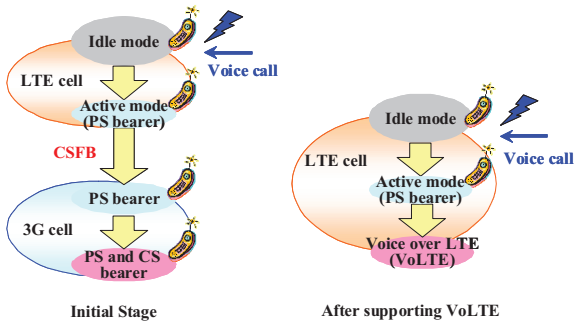 Idle mode
Voice call
LTE cell
Active mode
(PS bearer)
CSFB
PS bearer
3G cell
PS and CS
bearer
Initial Stage
Idle mode
Voice call
LTE cell
Active mode
(PS bearer)
Voice over LTE
(VoLTE)
After supporting VoLTE